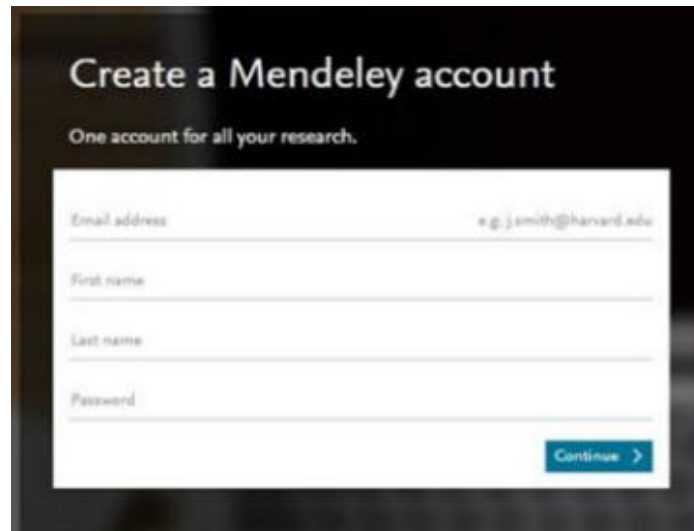 Create a Mendeley account
One account for all your research.
Email address e.g. j.smith@harvard.edu
First name
Last name
Password
Continue